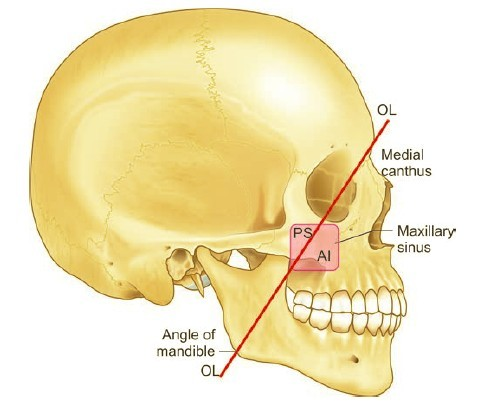 OL
Medial
canthus
PS
Maxillary
sinus
AI
Angle of
mandible
OL